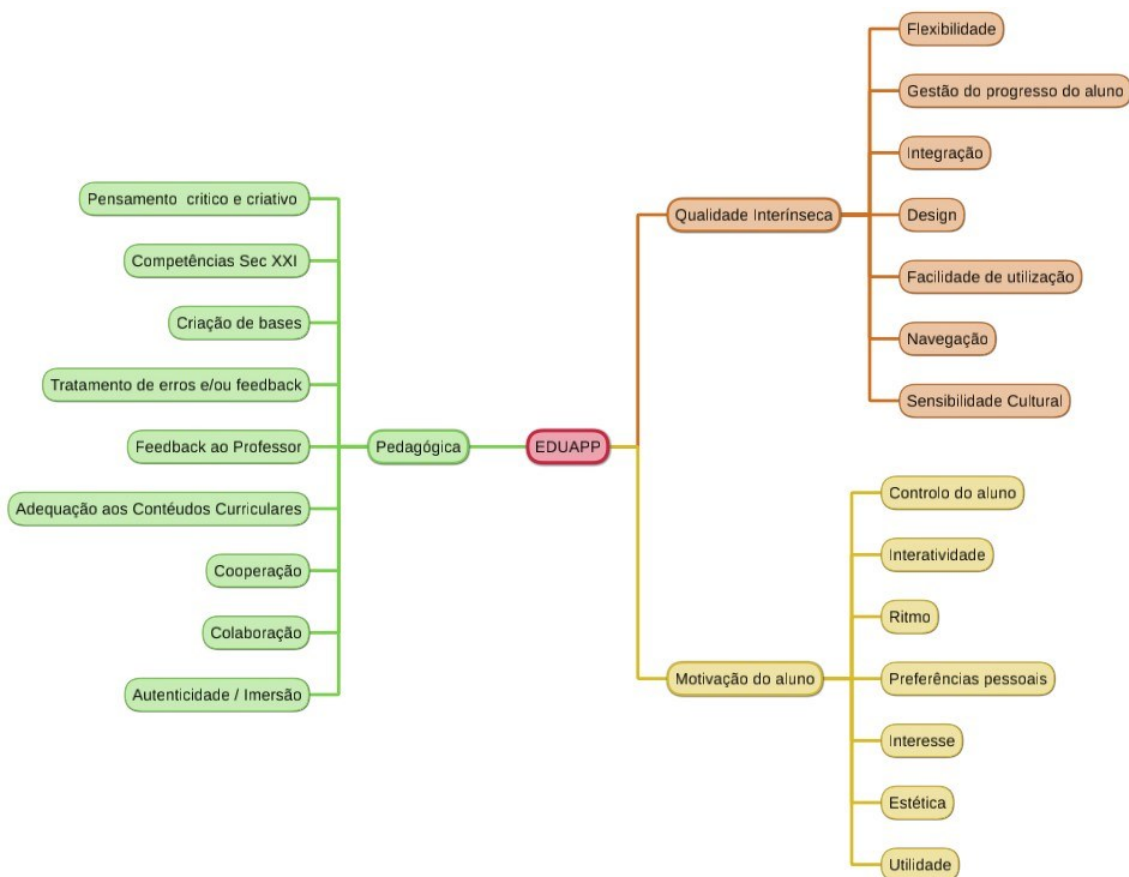 Pensamento critico e criativo
Competências Sec XXI
Criação de bases
Tratamento de erros e/ou feedback
Feedback ao Professor
Adequação aos Contéudos Curriculares
Cooperação
Colaboração
Autenticidade / Imersão
Pedagógica
EDUAPP
Qualidade Interínseca
Flexibilidade
Gestão do progresso do aluno
Integração
Design
Facilidade de utilização
Navegação
Sensibilidade Cultural
Motivação do aluno
Controlo do aluno
Interatividade
Ritmo
Preferências pessoais
Interesse
Estética
Utilidade